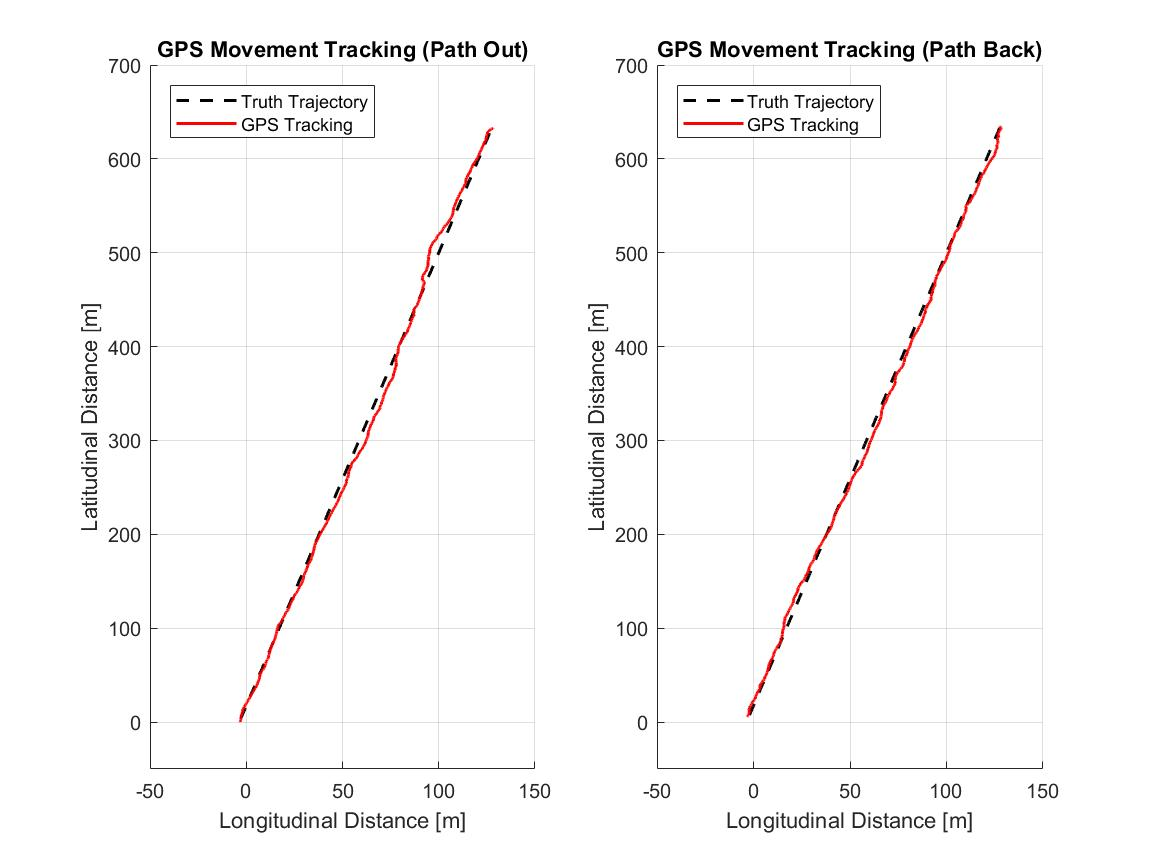 GPS Movement Tracking (Path Out)
700
600
500
400
300
200
100
0
Latitudinal Distance [m]
Truth Trajectory
GPS Tracking
-50
0
50
100
150
Longitudinal Distance [m]
GPS Movement Tracking (Path Back)
700
600
500
400
300
200
100
0
Latitudinal Distance [m]
Truth Trajectory
GPS Tracking
-50
0
50
100
150
Longitudinal Distance [m]